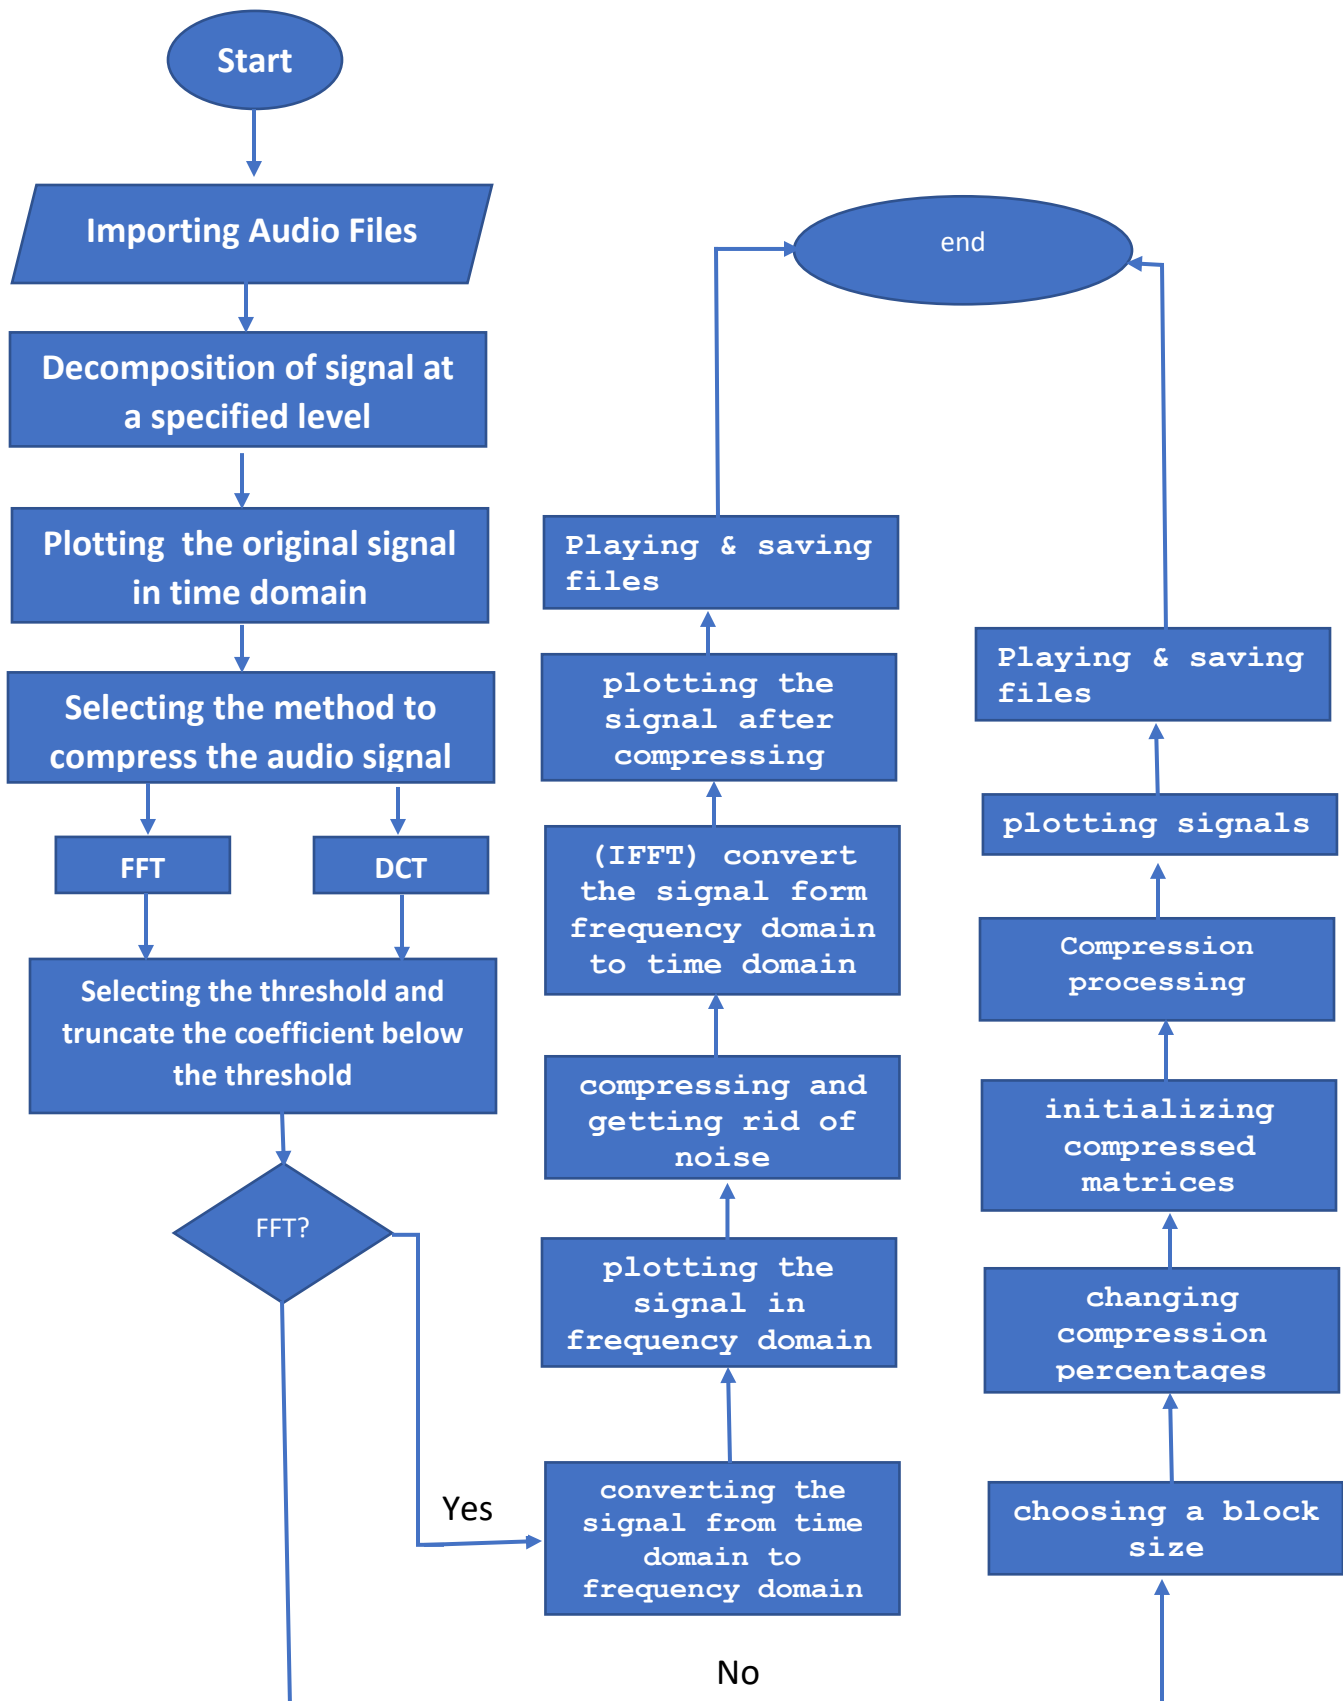 Start
Importing Audio Files
Decomposition of signal at
a specified level
Plotting  the original signal
in time domain
Selecting the method to
compress the audio signal
FFT
DCT
Selecting the threshold and
truncate the coefficient below
the threshold
FFT?
Yes
No
converting the
signal from time
domain to
frequency domain
plotting the
signal in
frequency domain
compressing and
getting rid of
noise
(IFFT) convert
the signal form
frequency domain
to time domain
plotting the
signal after
compressing
Playing & saving
files
choosing a block
size
changing
compression
percentages
initializing
compressed
matrices
Compression
processing
plotting signals
Playing & saving
files
end